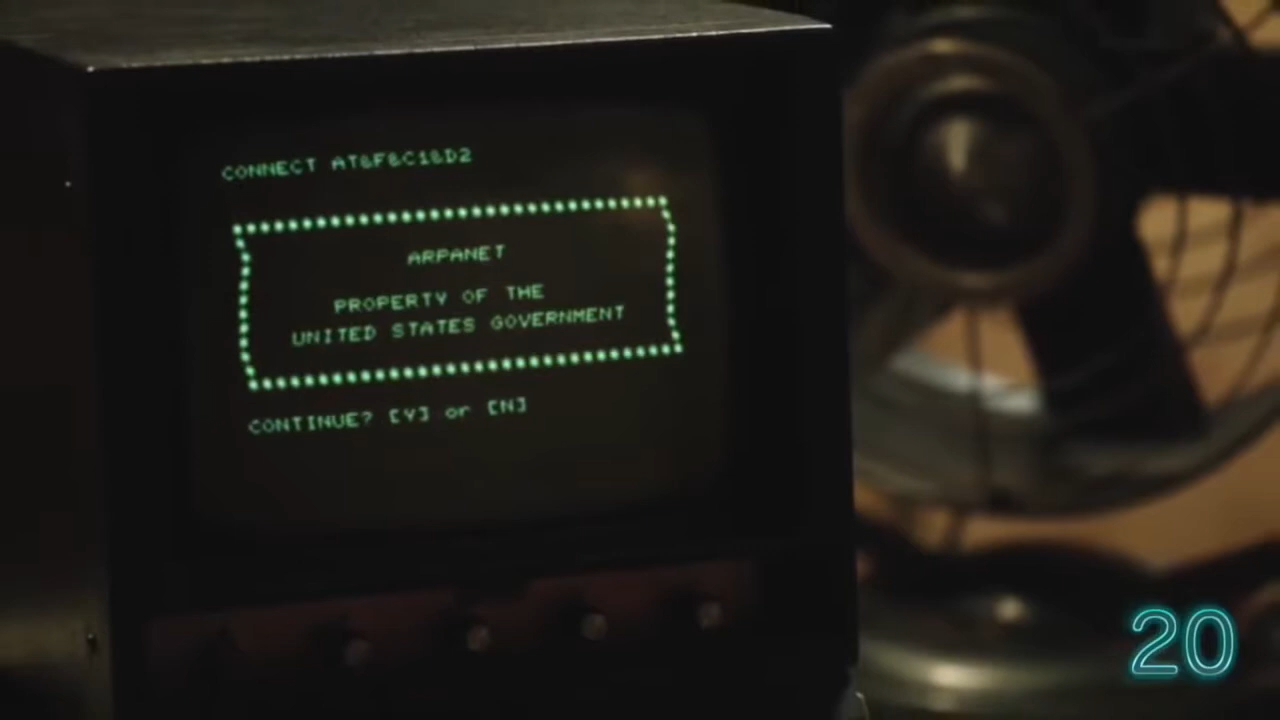 CONNECT AT&F&C1&D2
ARPANET
PROPERTY OF THE
UNITED STATES GOVERNMENT
CONTINUE? [Y] or [N]
20